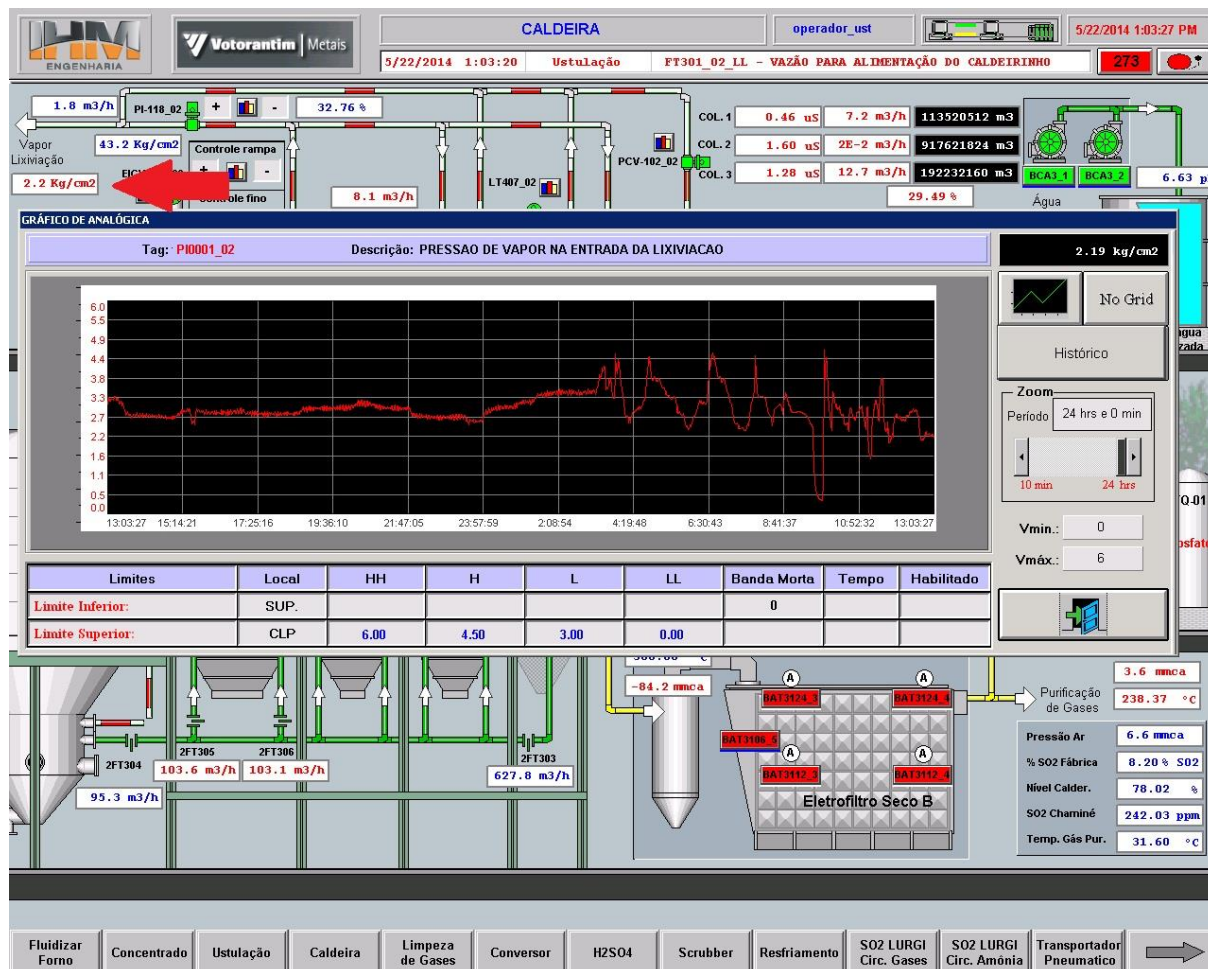 IHM
ENGENHARIA
Votorantim | Metais
CALDEIRA
operador_ust
5/22/2014 1:03:27 PM
5/22/2014 1:03:20 Ustulação FT301_02_LL - VAZÃO PARA ALIMENTAÇÃO DO CALDEIRINHO
273
1.8 m3/h
PI-118_02
+
-
32.76 %
Vapor
Lixiviação
43.2 Kg/cm2
Controle rampa
+
-
2.2 Kg/cm2
8.1 m3/h
LT407_02
PCV-102_02
COL. 1 0.46 uS 7.2 m3/h 113520512 m3
COL. 2 1.60 uS 2E-2 m3/h 917621824 m3
COL. 3 1.28 uS 12.7 m3/h 192232160 m3
29.49 %
BCA3_1
BCA3_2
6.63 p
Água
GRÁFICO DE ANALÓGICA
Tag: PI0001_02
Descrição: PRESSAO DE VAPOR NA ENTRADA DA LIXIVIACAO
2.19 kg/cm2
No Grid
Histórico
Zoom
Período 24 hrs e 0 min
10 min 24 hrs
Vmin.: 0
Vmáx.: 6
6.0
5.5
4.9
4.4
3.8
3.3
2.7
2.2
1.6
1.1
0.5
0.0
13:03:27 15:14:21 17:25:16 19:36:10 21:47:05 23:57:59 2:08:54 4:19:48 6:30:43 8:41:37 10:52:32 13:03:27
Limites Local HH H L LL Banda Morta Tempo Habilitado
Limite Inferior: SUP. 0
Limite Superior: CLP 6.00 4.50 3.00 0.00
-84.2 mmca
2FT304
2FT305
2FT306
2FT303
103.6 m3/h
103.1 m3/h
627.8 m3/h
95.3 m3/h
A
A
BAT3124_3
BAT3124_4
BAT3106_5
A
A
BAT3112_3
BAT3112_4
Eletrofiltro Seco B
3.6 mmca
Purificação
de Gases
238.37 °C
Pressão Ar 6.6 mmca
% SO2 Fábrica 8.20 % SO2
Nível Calder. 78.02 %
SO2 Chaminé 242.03 ppm
Temp. Gás Pur. 31.60 °C
Fluidizar
Forno
Concentrado
Ustulação
Caldeira
Limpeza
de Gases
Conversor
H2SO4
Scrubber
Resfriamento
SO2 LURGI
Circ. Gases
SO2 LURGI
Circ. Amônia
Transportador
Pneumatico